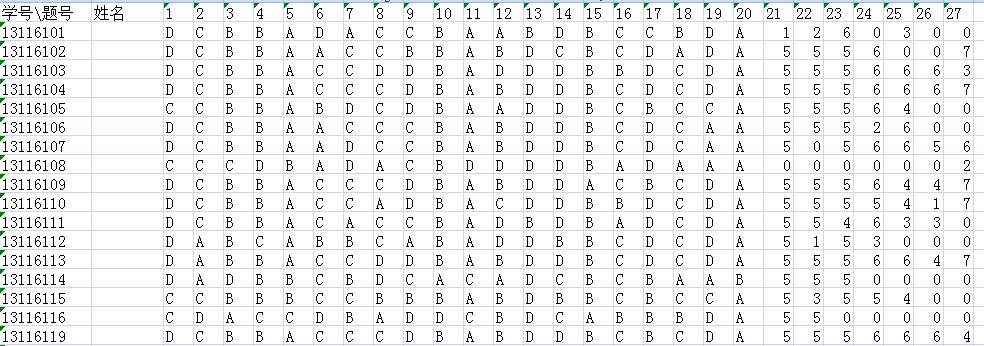 学号\题号 姓名 1 2 3 4 5 6 7 8 9 10 11 12 13 14 15 16 17 18 19 20 21 22 23 24 25 26 27
13116101 D C B B A D A C C B A A B D B C C B D A 1 2 6 0 3 0 0
13116102 D C B B A A C C B B A B D C B C D A D A 5 5 5 6 0 0 7
13116103 D C B B A C C D D B A D D D B B D C D A 5 5 5 6 6 6 3
13116104 D C B B A C C C D B A B D D B C D C D A 5 5 5 6 6 6 7
13116105 C C B B A B D C D B A A D D B C B C C A 5 5 5 6 4 0 0
13116106 D C B B A A C C C B A B D D B C D C A A 5 5 5 2 6 0 0
13116107 D C B B A A D C C B A B D D B C D C A A 5 0 5 6 6 5 6
13116108 C C C D B A D A C B D D D D B A D A A A 0 0 0 0 0 0 2
13116109 D C B B A C C C D B A B D D A C B C D A 5 5 5 6 4 4 7
13116110 D C B B A C C A D B A C D D B B D C D A 5 5 5 5 4 1 7
13116111 D C B B A C A C C B A D B D B A D C D A 5 5 4 6 3 3 0
13116112 D A B C A B B C A B A D D B B C D C D A 5 1 5 3 0 0 0
13116113 D A B B A C C D D B A B D D B C D C D A 5 5 5 6 6 4 7
13116114 D A D B B C B D C A C A D C B C B A A B 5 5 0 0 0 0 0
13116115 C C B B B C C B B B A B D B B C B C C A 5 3 5 5 4 0 0
13116116 C D A C C D B A D D C B D C A B B B D A 5 5 0 0 0 0 0
13116119 D C B B A C C C D B A B D D B C B C D A 5 5 5 6 6 6 4